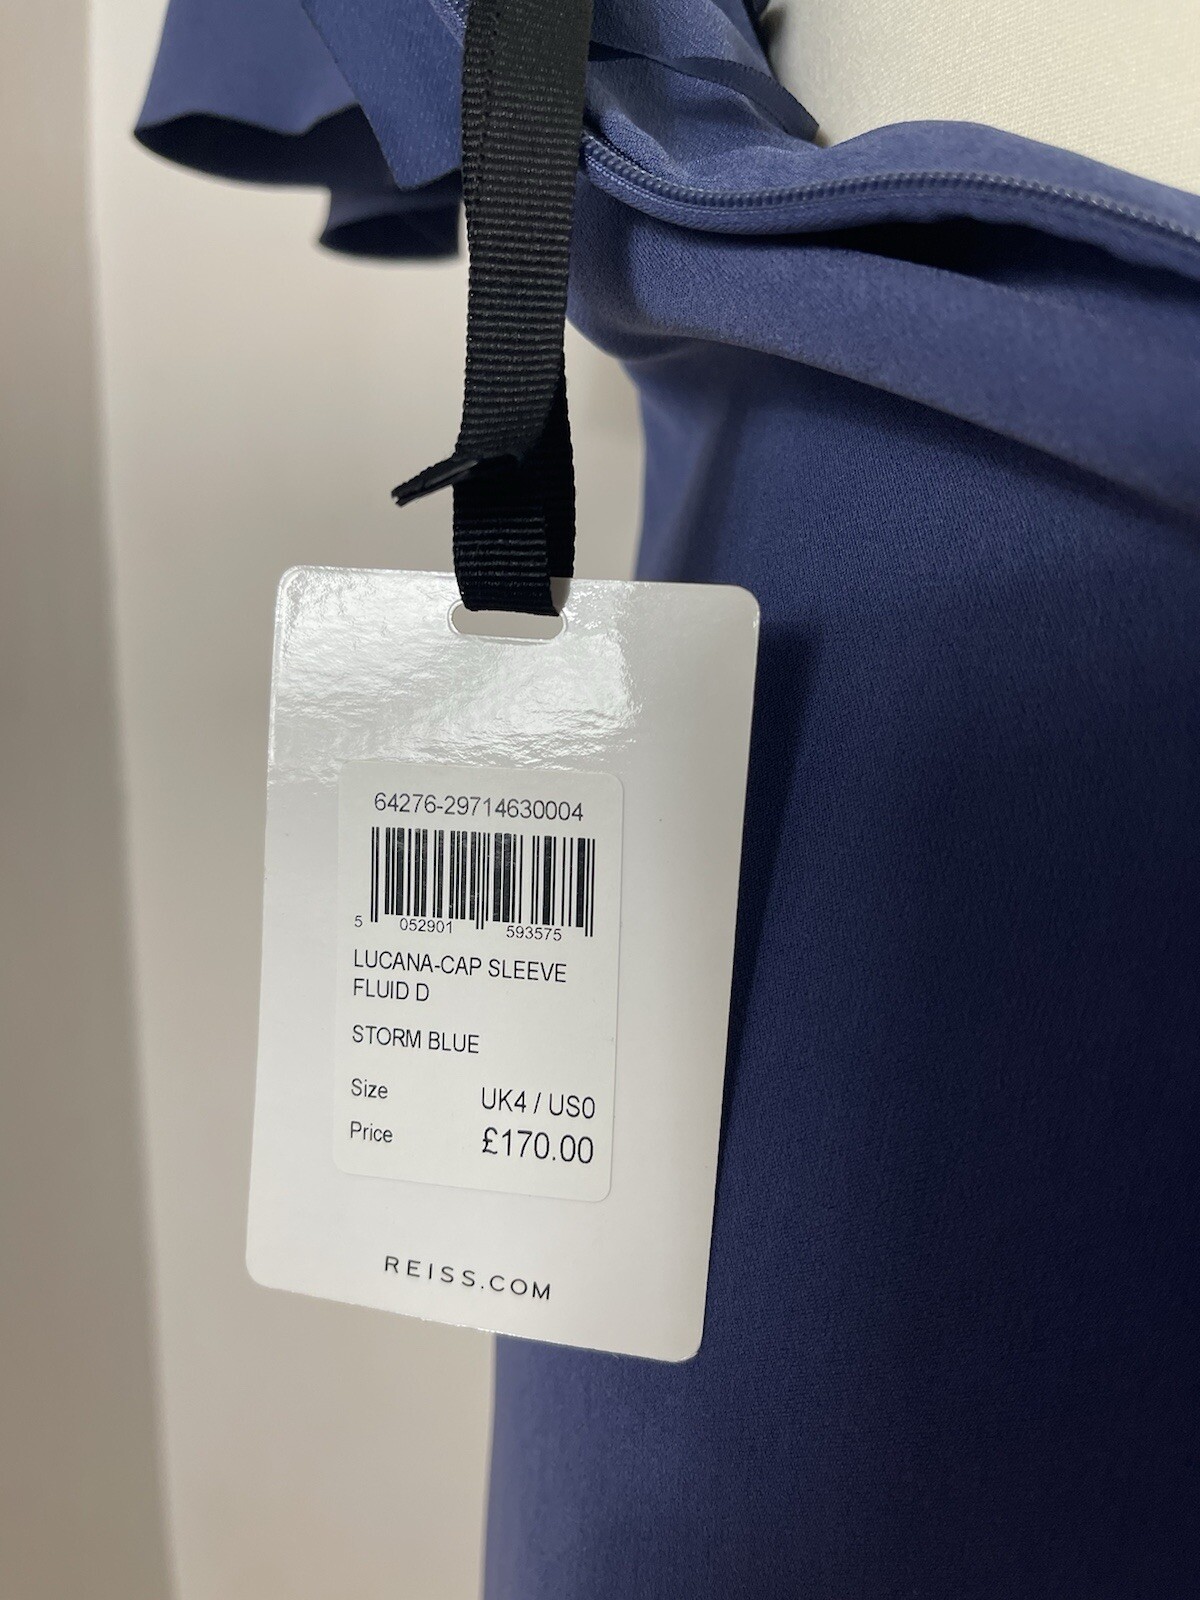 64276-29714630004
5 052901 593575
LUCANA-CAP SLEEVE
FLUID D
STORM BLUE
Size UK4 / US0
Price £170.00
REISS.COM